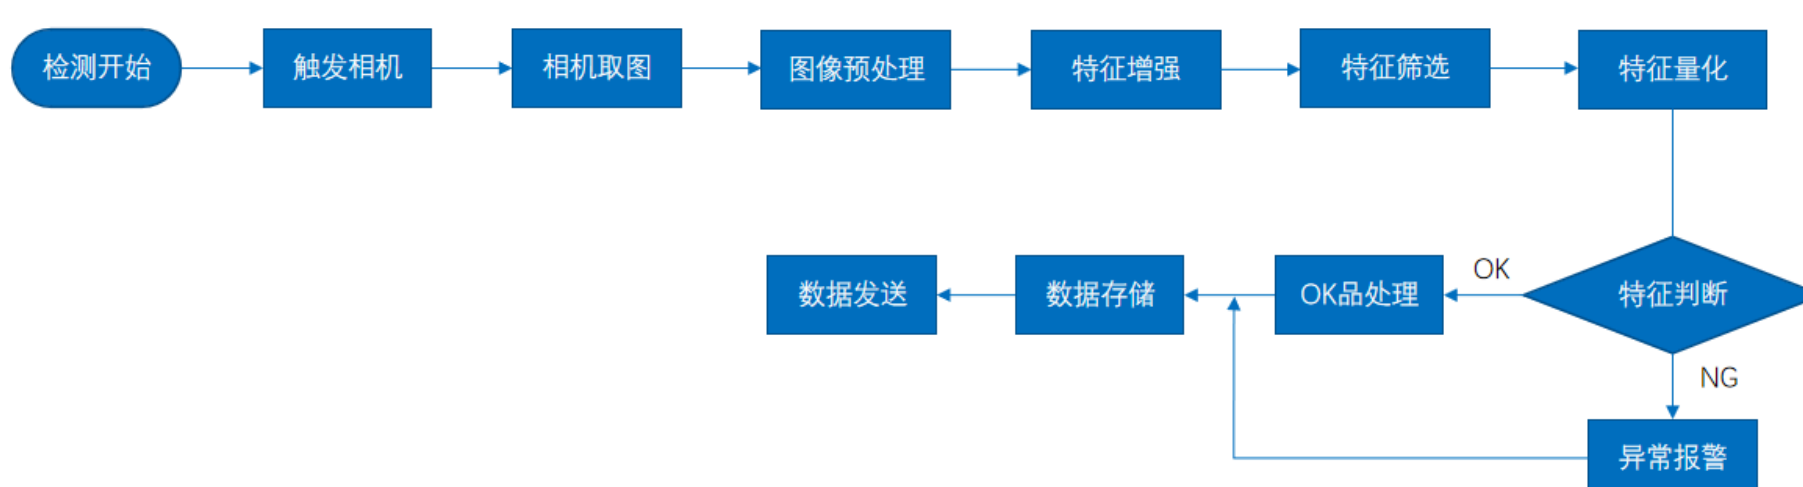 检测开始
触发相机
相机取图
图像预处理
特征增强
特征筛选
特征量化
特征判断
OK
OK品处理
数据存储
数据发送
NG
异常报警